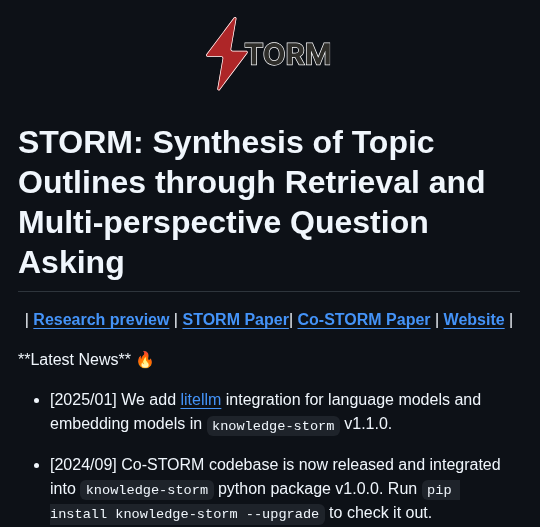 TORM
STORM: Synthesis of Topic
Outlines through Retrieval and
Multi-perspective Question
Asking
| Research preview | STORM Paper| Co-STORM Paper | Website |
**Latest News** 🔥
• [2025/01] We add litellm integration for language models and
embedding models in knowledge-storm v1.1.0.
• [2024/09] Co-STORM codebase is now released and integrated
into knowledge-storm python package v1.0.0. Run pip
install knowledge-storm --upgrade to check it out.